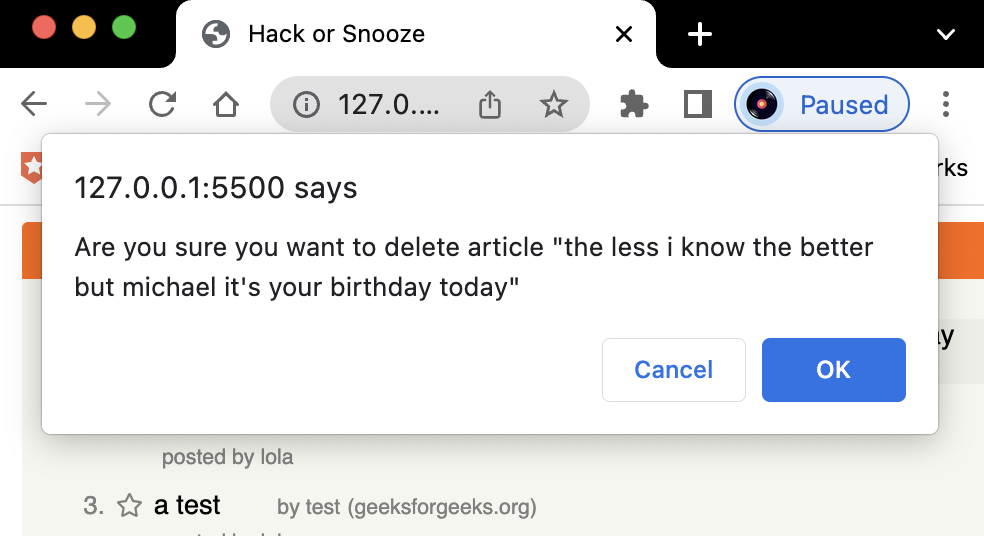 Hack or Snooze
127.0....
Paused
rks
127.0.0.1:5500 says
Are you sure you want to delete article "the less i know the better
but michael it's your birthday today"
Cancel
OK
posted by lola
3. a test by test (geeksforgeeks.org)